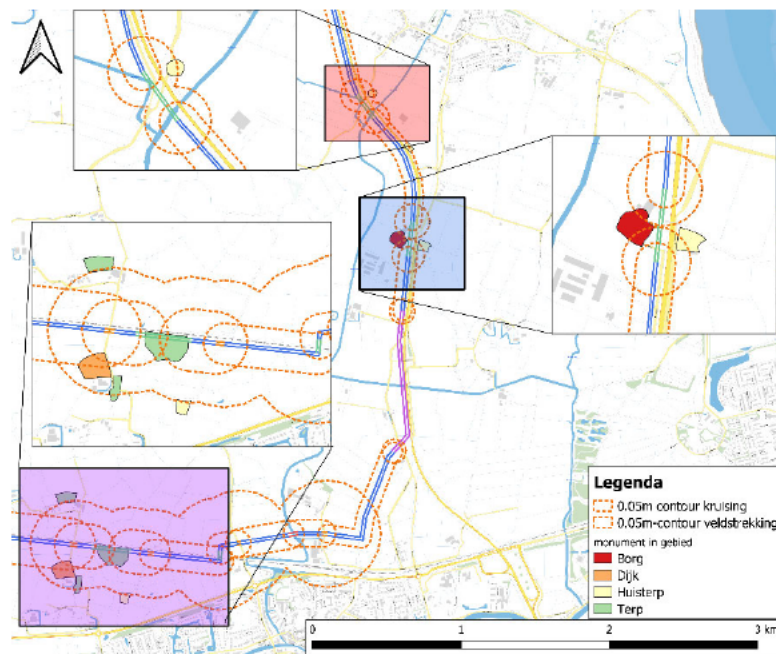 Legenda
0.05m contour kruising
0.05m-contour veldstrekking
monument in gebied
Borg
Dijk
Huisterp
Terp
0 1 2 3 km